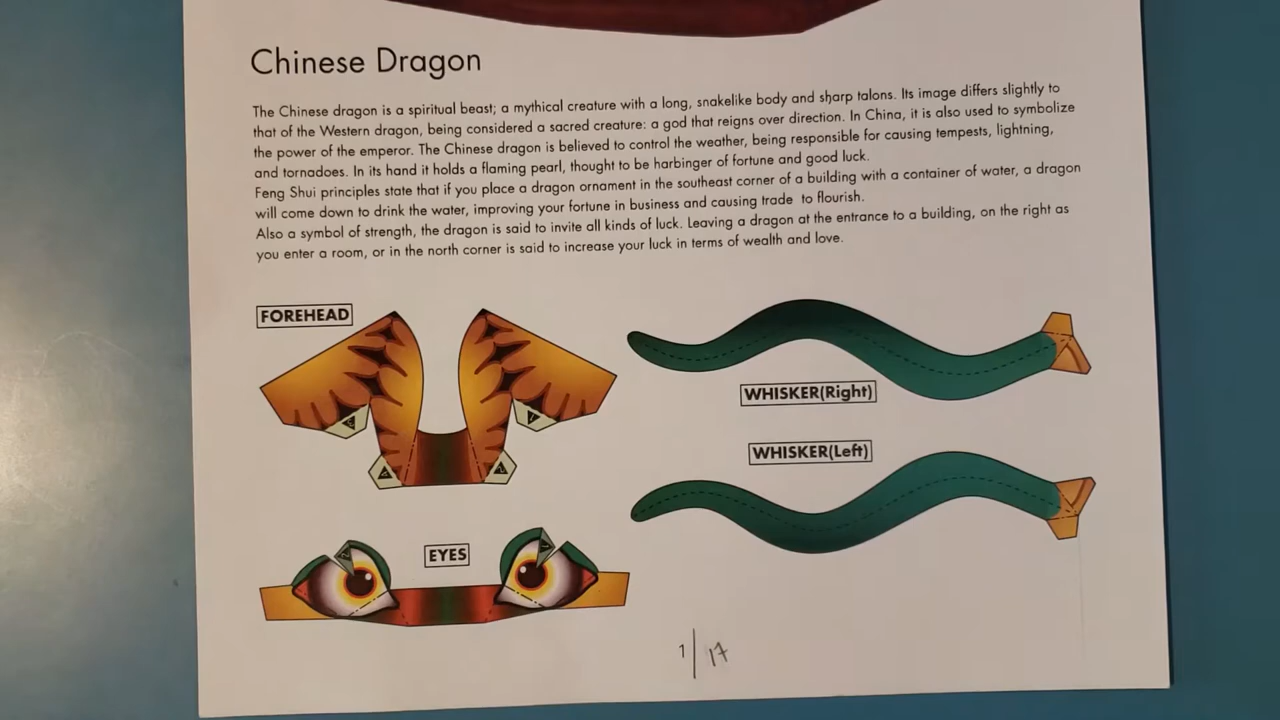 Chinese Dragon
The Chinese dragon is a spiritual beast; a mythical creature with a long, snakelike body and sharp talons. Its image differs slightly to
that of the Western dragon, being considered a sacred creature: a god that reigns over direction. In China, it is also used to symbolize
the power of the emperor. The Chinese dragon is believed to control the weather, being responsible for causing tempests, lightning,
and tornadoes. In its hand it holds a flaming pearl, thought to be harbinger of fortune and good luck.
Feng Shui principles state that if you place a dragon ornament in the southeast corner of a building with a container of water, a dragon
will come down to drink the water, improving your fortune in business and causing trade to flourish.
Also a symbol of strength, the dragon is said to invite all kinds of luck. Leaving a dragon at the entrance to a building, on the right as
you enter a room, or in the north corner is said to increase your luck in terms of wealth and love.
FOREHEAD
WHISKER(Right)
WHISKER(Left)
EYES
1 17